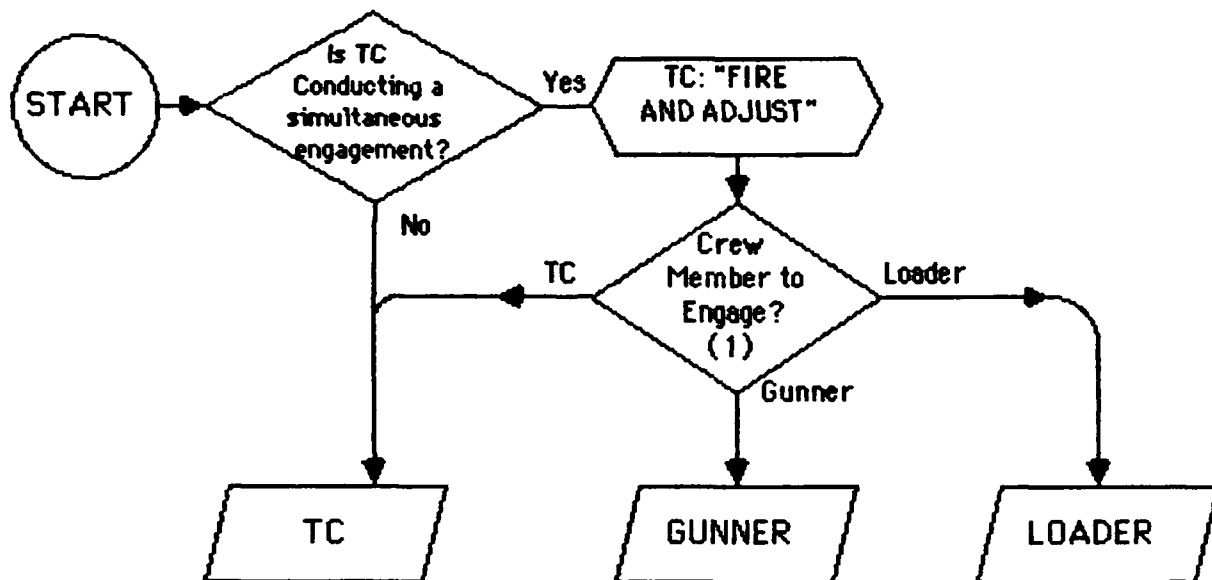 START
Is TC
Conducting a
simultaneous
engagement?
Yes
TC: "FIRE
AND ADJUST"
No
TC
Crew
Member to
Engage?
(1)
Loader
Gunner
TC
GUNNER
LOADER